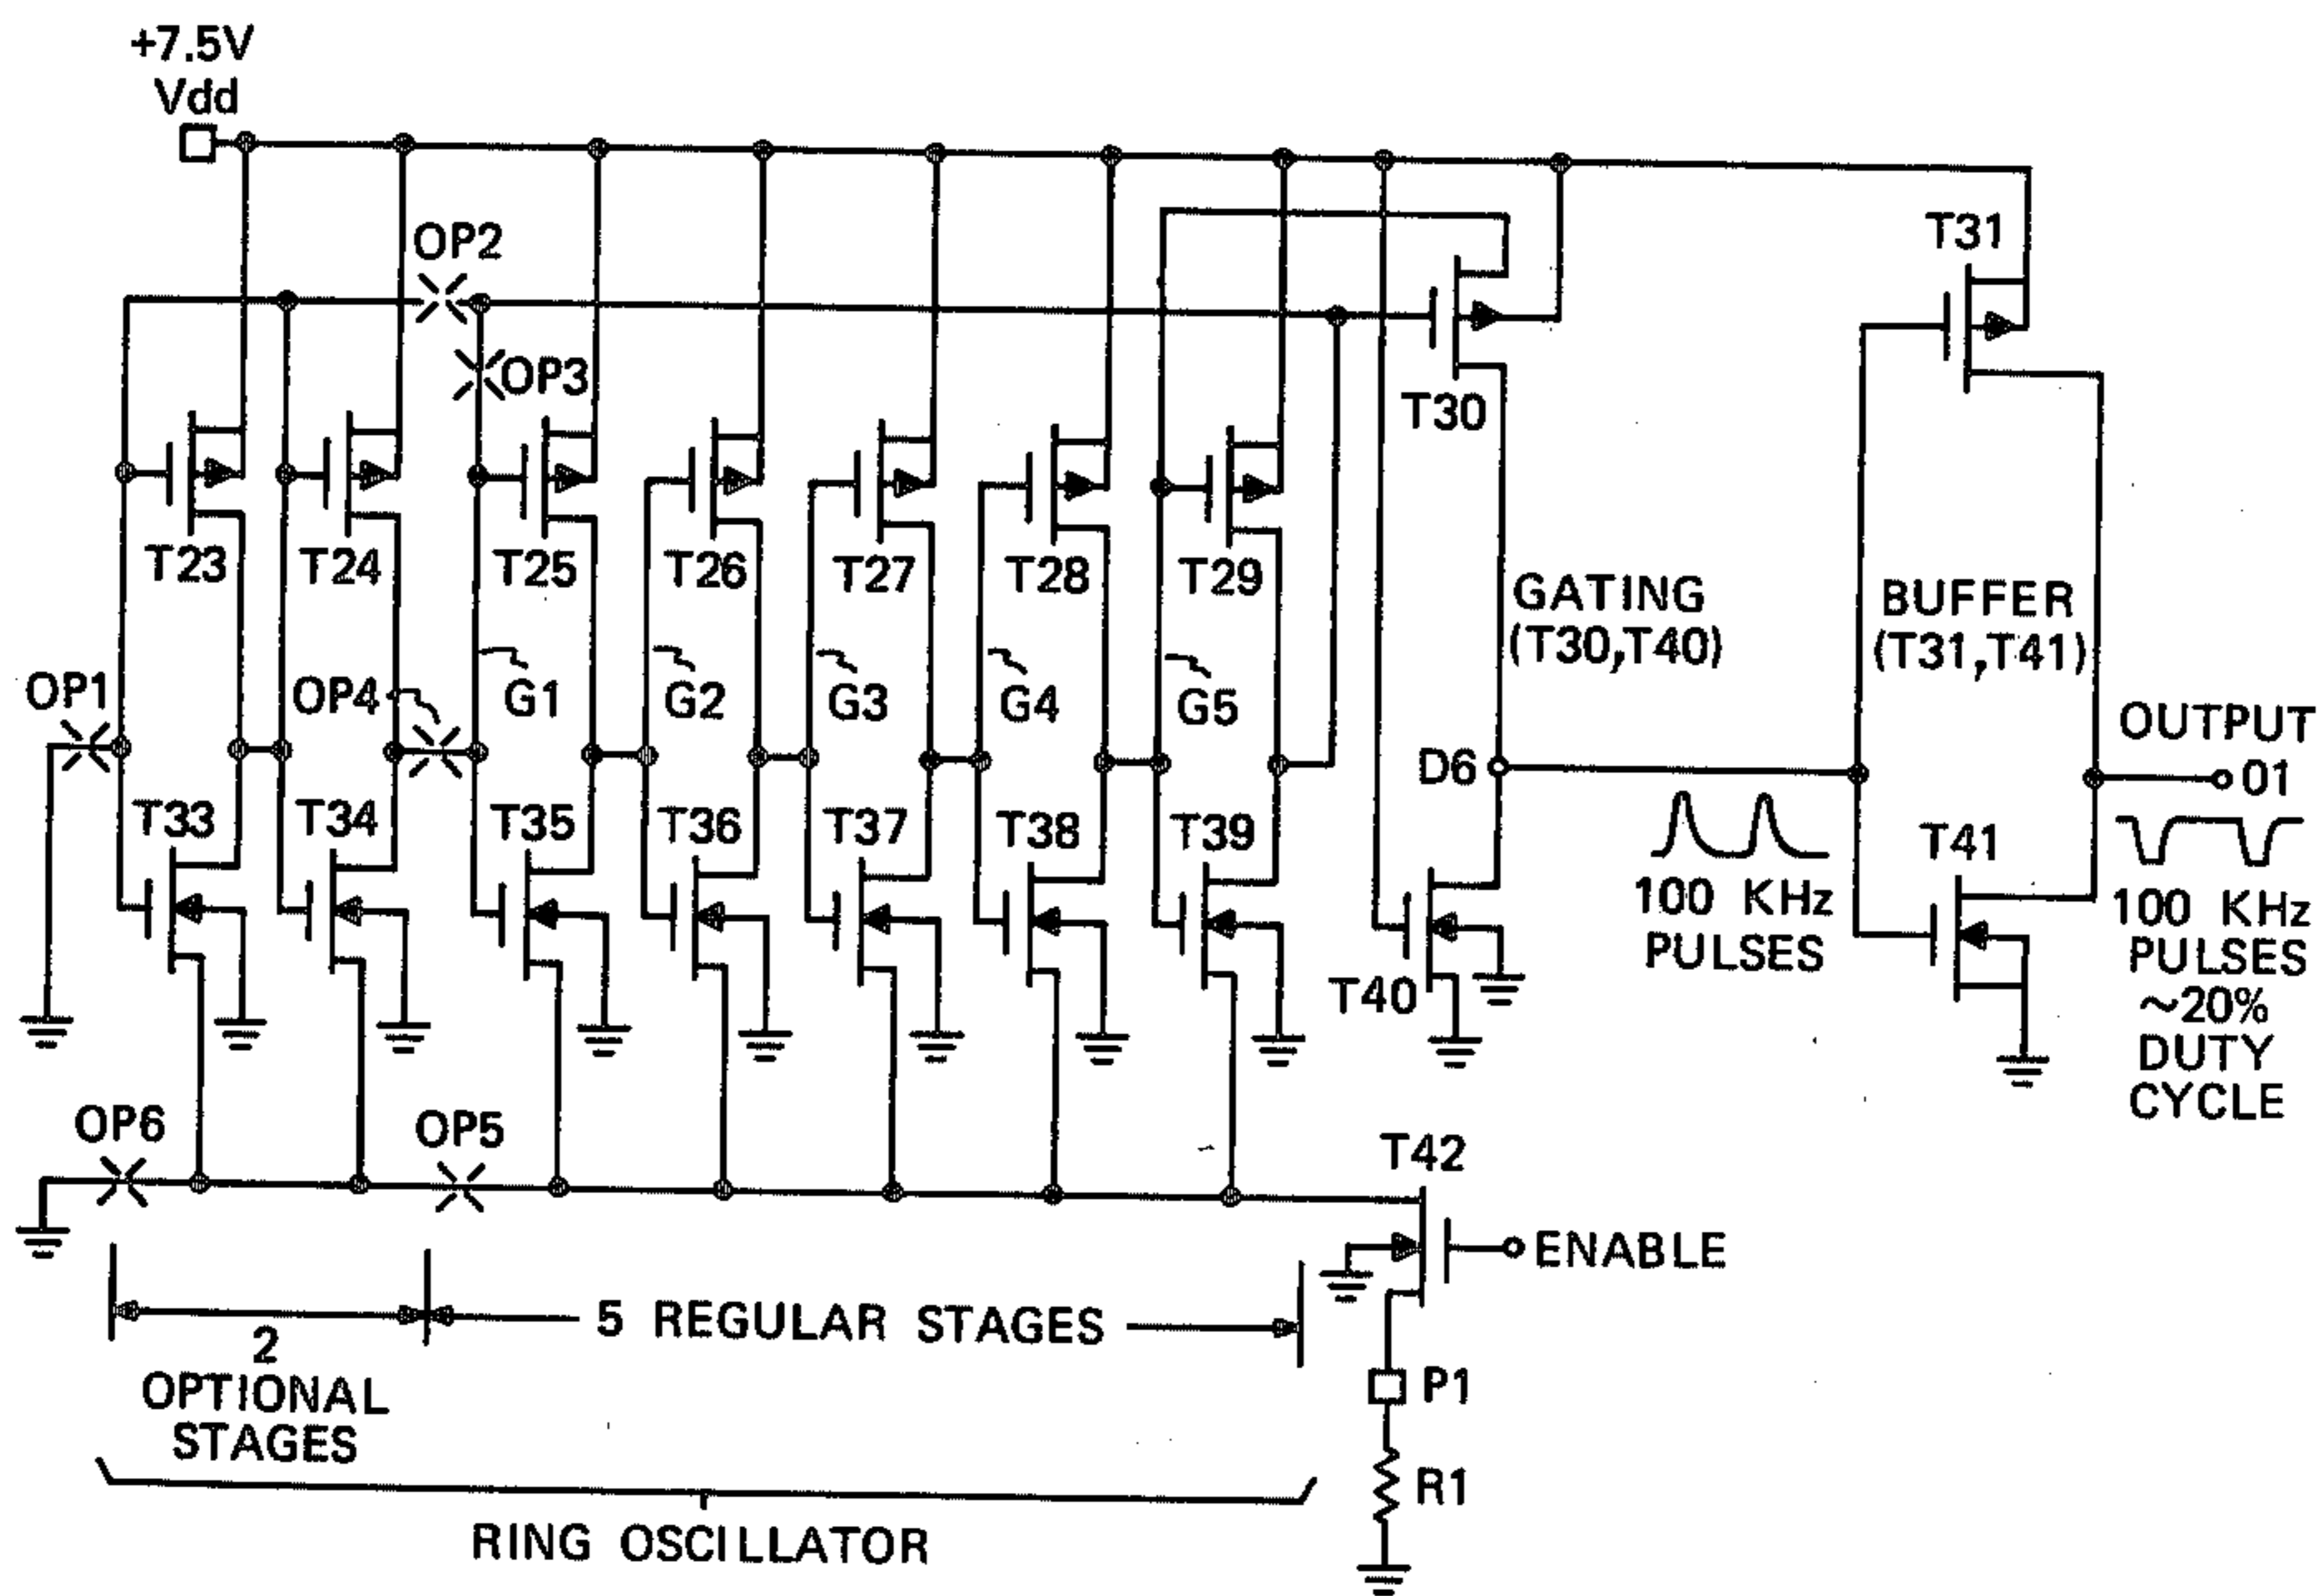 +7.5V
Vdd
OP2
T31
OP3
T30
T23
T24
T25
T26
T27
T28
T29
GATING
(T30,T40)
BUFFER
(T31,T41)
OP1
OP4
G1
G2
G3
G4
G5
OUTPUT
D6
01
T33
T34
T35
T36
T37
T38
T39
T41
100 KHz
PULSES
100 KHz
PULSES
~20%
DUTY
CYCLE
T40
OP6
OP5
T42
ENABLE
2
OPTIONAL
STAGES
5 REGULAR STAGES
P1
R1
RING OSCILLATOR